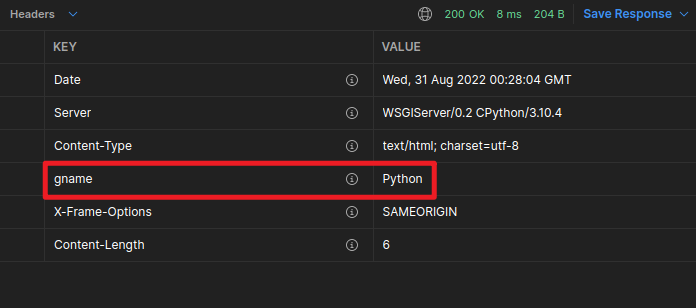 Headers 200 OK 8 ms 204 B Save Response
KEY VALUE
Date Wed, 31 Aug 2022 00:28:04 GMT
Server WSGIServer/0.2 CPython/3.10.4
Content-Type text/html; charset=utf-8
gname Python
X-Frame-Options SAMEORIGIN
Content-Length 6